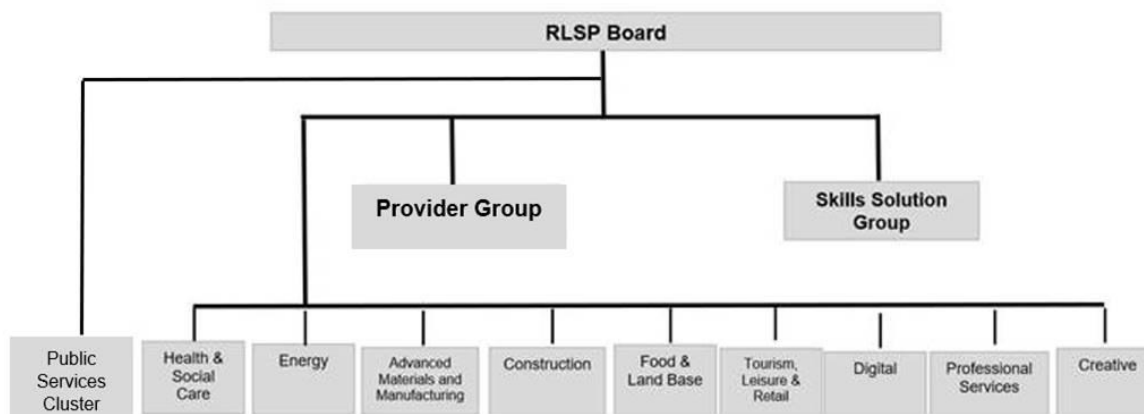 RLSP Board
Provider Group
Skills Solution
Group
Public
Services
Cluster
Health &
Social
Care
Energy
Advanced
Materials and
Manufacturing
Construction
Food &
Land Base
Tourism,
Leisure &
Retail
Digital
Professional
Services
Creative